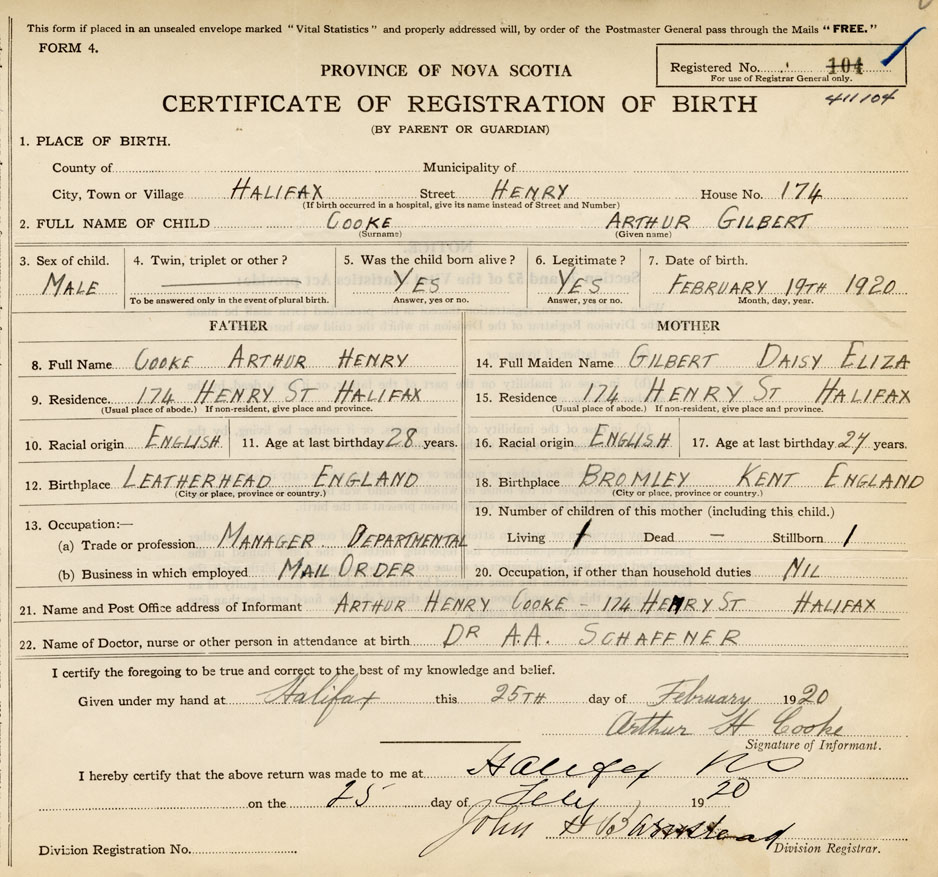 This form if placed in an unsealed envelope marked "Vital Statistics" and properly addressed will, by order of the Postmaster General pass through the Mails "FREE."
FORM 4.
Registered No. 104
For use of Registrar General only.
411104
PROVINCE OF NOVA SCOTIA
CERTIFICATE OF REGISTRATION OF BIRTH
(BY PARENT OR GUARDIAN)
1. PLACE OF BIRTH.
County of Municipality of
City, Town or Village HALIFAX Street HENRY House No. 174
(If birth occurred in a hospital, give its name instead of Street and Number)
2. FULL NAME OF CHILD COOKE ARTHUR GILBERT
(Surname) (Given name)
3. Sex of child. 4. Twin, triplet or other? 5. Was the child born alive? 6. Legitimate? 7. Date of birth.
MALE — YES YES FEBRUARY 19TH 1920
To be answered only in the event of plural birth. Answer, yes or no. Answer, yes or no. Month, day, year.
FATHER MOTHER
8. Full Name COOKE ARTHUR HENRY 14. Full Maiden Name GILBERT DAISY ELIZA
9. Residence. 174 HENRY ST HALIFAX 15. Residence 174 HENRY ST HALIFAX
(Usual place of abode.) If non-resident, give place and province. (Usual place of abode.) If non-resident, give place and province.
10. Racial origin ENGLISH 11. Age at last birthday 28 years. 16. Racial origin ENGLISH 17. Age at last birthday 27 years.
12. Birthplace LEATHERHEAD ENGLAND 18. Birthplace BROMLEY KENT ENGLAND
(City or place, province or country.) (City or place, province or country.)
13. Occupation:— 19. Number of children of this mother (including this child.)
(a) Trade or profession MANAGER DEPARTMENTAL Living 1 Dead — Stillborn 1
(b) Business in which employed MAIL ORDER 20. Occupation, if other than household duties NIL
21. Name and Post Office address of Informant ARTHUR HENRY COOKE - 174 HENRY ST HALIFAX
22. Name of Doctor, nurse or other person in attendance at birth DR A.A. SCHAFFNER
I certify the foregoing to be true and correct to the best of my knowledge and belief.
Given under my hand at Halifax this 25TH day of February 1920
Arthur H Cooke
Signature of Informant.
I hereby certify that the above return was made to me at Halifax NS
on the 25 day of Feby 1920
John H Barnstead
Division Registration No. Division Registrar.